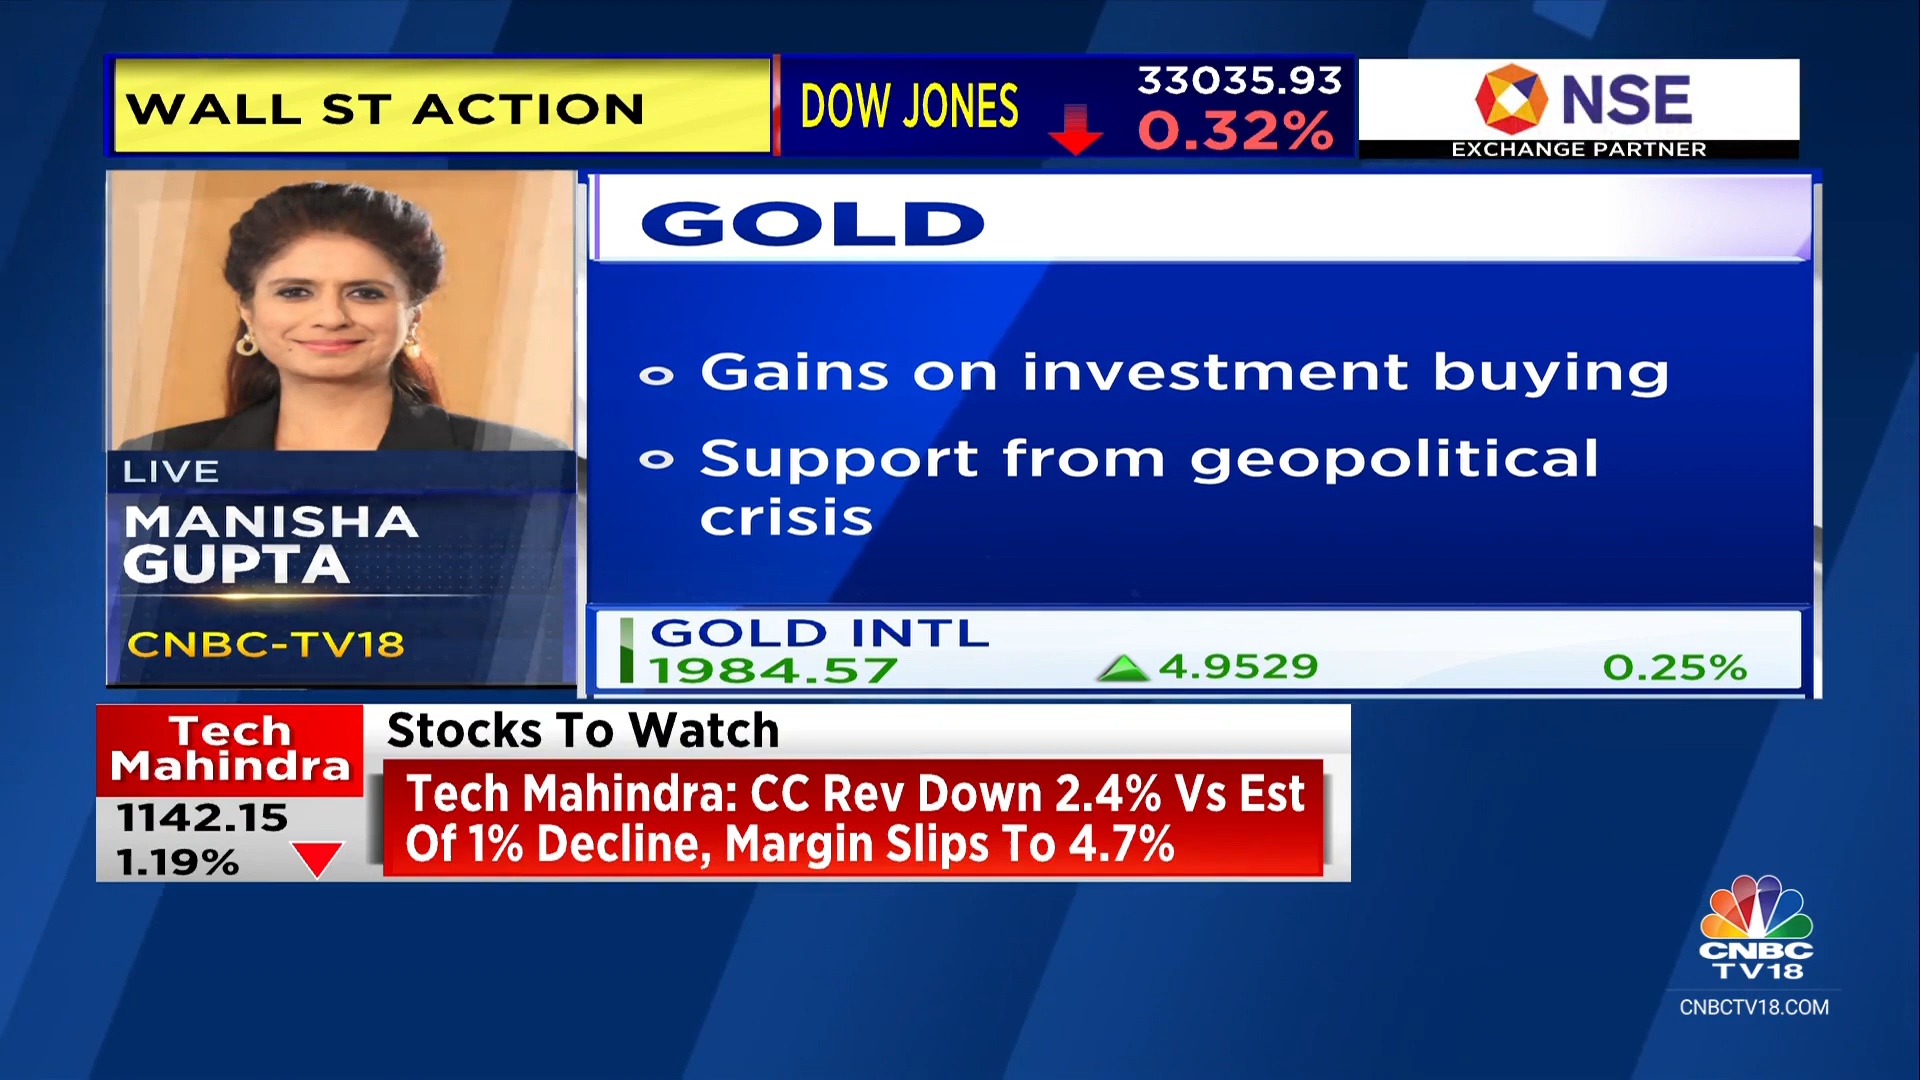 WALL ST ACTION
DOW JONES
33035.93
0.32%
NSE
EXCHANGE PARTNER
GOLD
Gains on investment buying
Support from geopolitical
crisis
LIVE
MANISHA
GUPTA
CNBC-TV18
GOLD INTL
1984.57
4.9529
0.25%
Tech
Mahindra
1142.15
1.19%
Stocks To Watch
Tech Mahindra: CC Rev Down 2.4% Vs Est
Of 1% Decline, Margin Slips To 4.7%
CNBC
TV18
CNBCTV18.COM